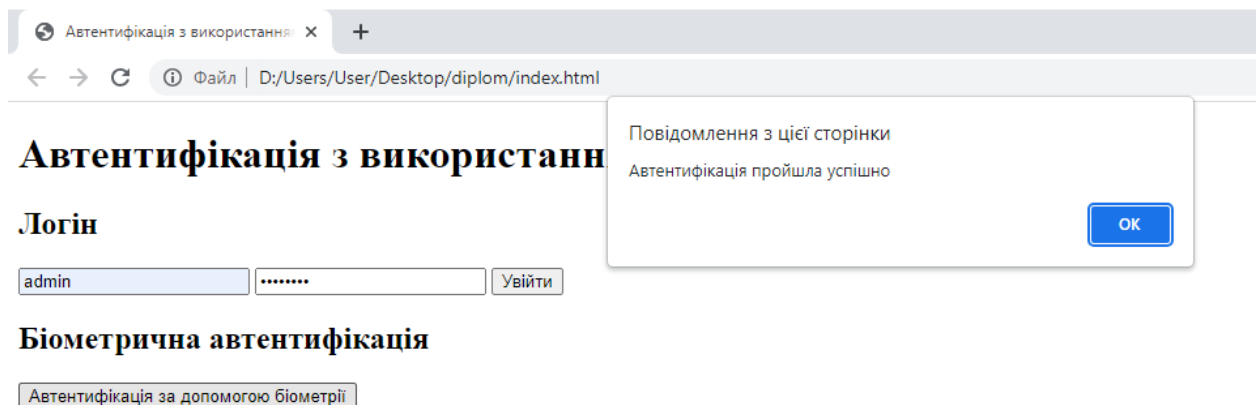 Автентифікація з використання
Файл | D:/Users/User/Desktop/diplom/index.html
Повідомлення з цієї сторінки
Автентифікація пройшла успішно
OK
Автентифікація з використанн
Логін
admin •••••••• Увійти
Біометрична автентифікація
Автентифікація за допомогою біометрії